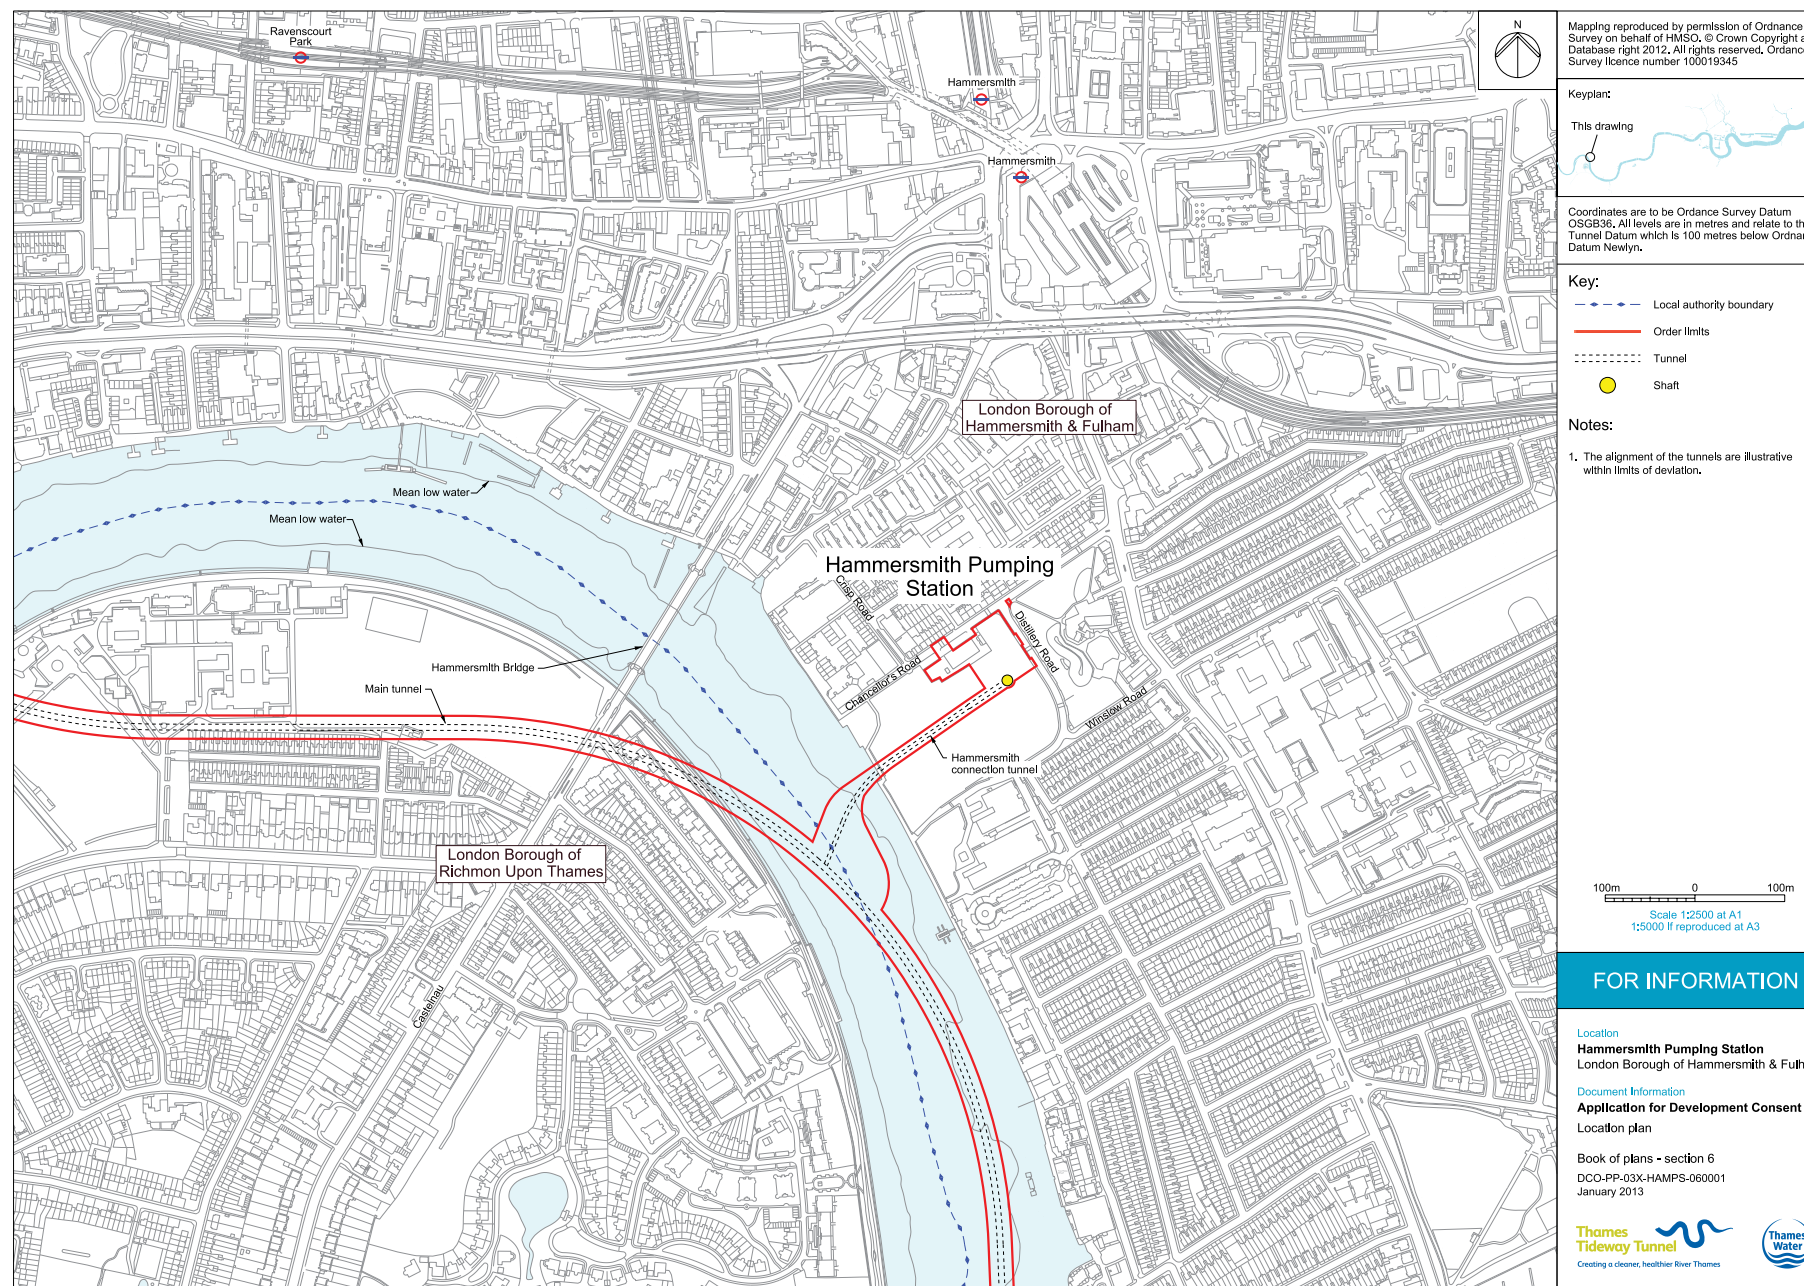 Ravenscourt
Park
Hammersmith
Hammersmith
London Borough of
Hammersmith & Fulham
Mean low water
Mean low water
Hammersmith Pumping
Station
Crisp Road
Distillery Road
Chancellor's Road
Winslow Road
Hammersmith Bridge
Main tunnel
Hammersmith
connection tunnel
London Borough of
Richmon Upon Thames
Castelnau
N
Mapping reproduced by permission of Ordnance
Survey on behalf of HMSO. © Crown Copyright a
Database right 2012. All rights reserved. Ordanc
Survey licence number 100019345
Keyplan:
This drawing
Coordinates are to be Ordance Survey Datum
OSGB36. All levels are in metres and relate to th
Tunnel Datum which is 100 metres below Ordnan
Datum Newlyn.
Key:
Local authority boundary
Order limits
Tunnel
Shaft
Notes:
1. The alignment of the tunnels are illustrative
within limits of deviation.
100m 0 100m
Scale 1:2500 at A1
1:5000 if reproduced at A3
FOR INFORMATION
Location
Hammersmith Pumping Station
London Borough of Hammersmith & Fulh
Document Information
Application for Development Consent
Location plan
Book of plans - section 6
DCO-PP-03X-HAMPS-060001
January 2013
Thames
Tideway Tunnel
Creating a cleaner, healthier River Thames
Thames
Water